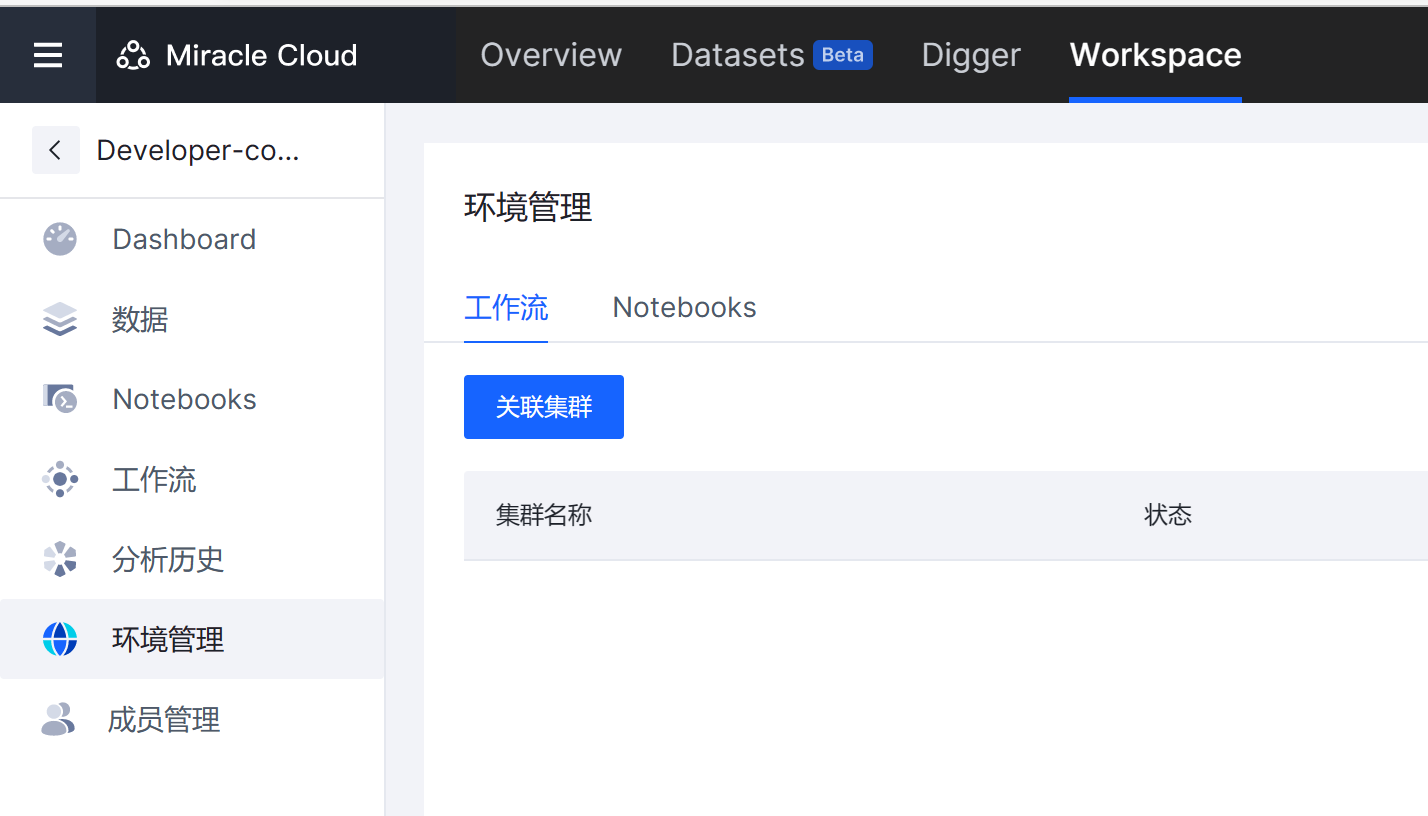 Miracle Cloud Overview Datasets Beta Digger Workspace
Developer-co...
Dashboard
数据
Notebooks
工作流
分析历史
环境管理
成员管理
环境管理
工作流 Notebooks
关联集群
集群名称 状态